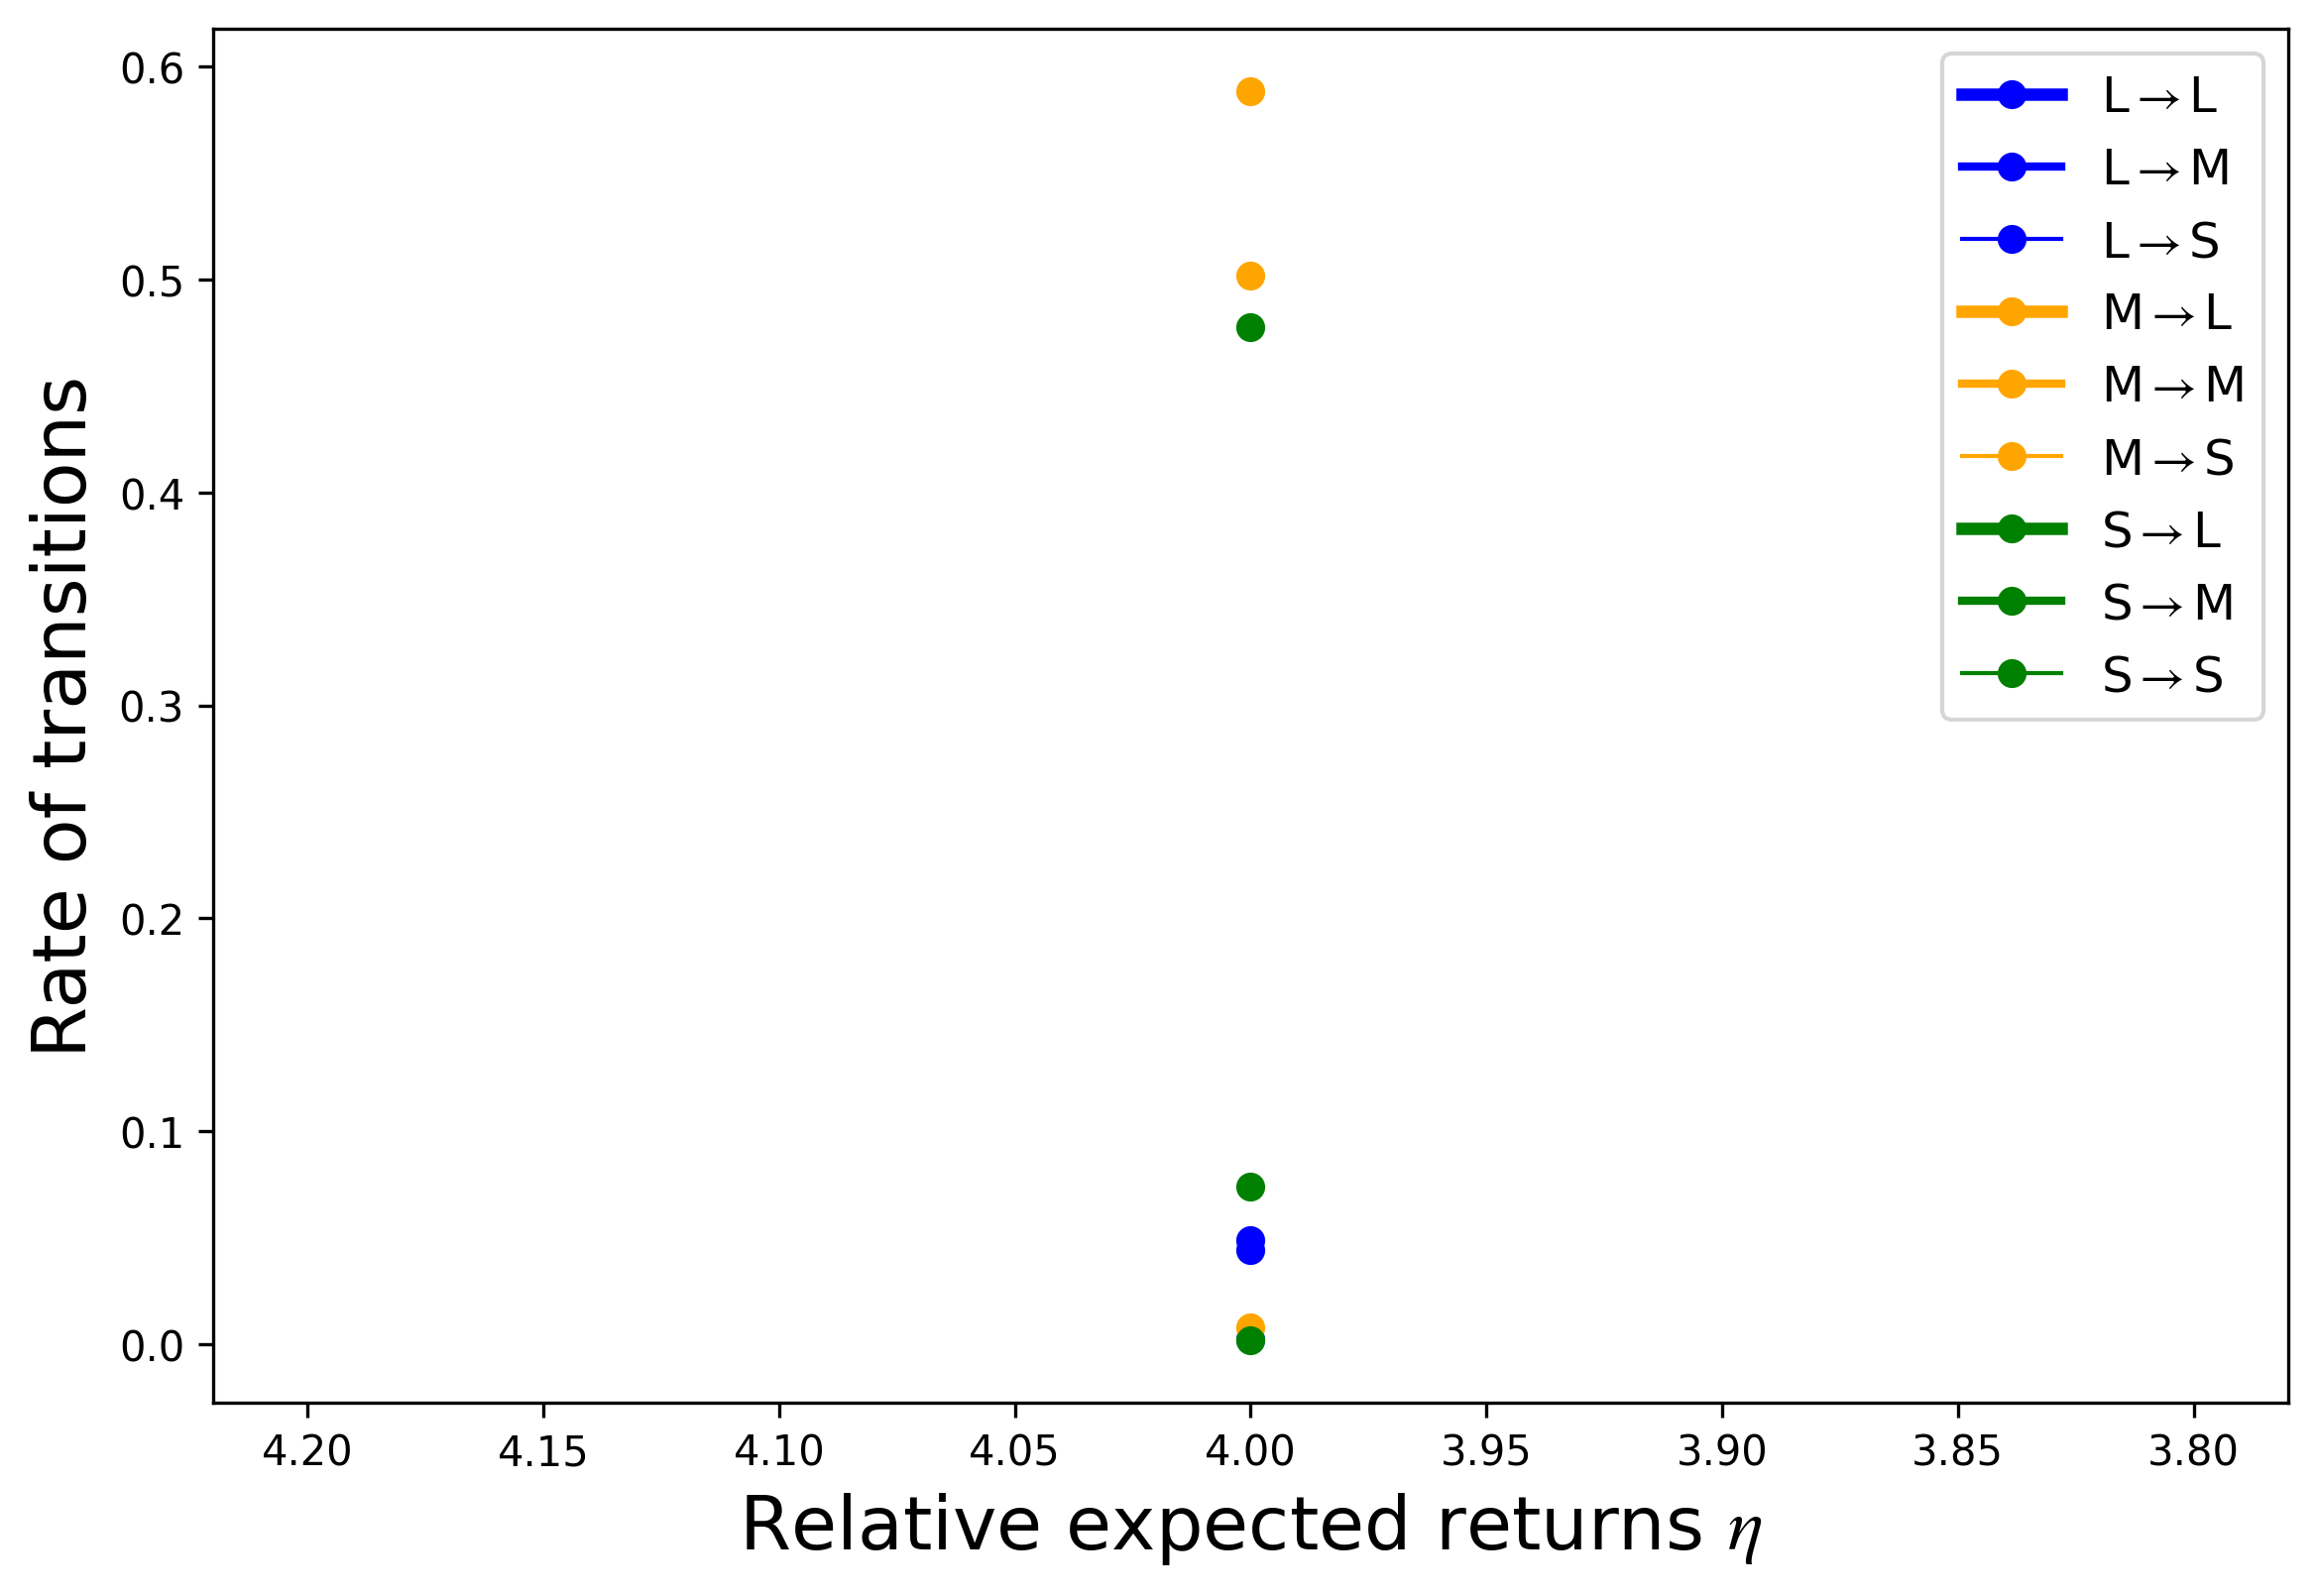 Rate of transitions
0.6
0.5
0.4
0.3
0.2
0.1
0.0
L→L
L→M
L→S
M→L
M→M
M→S
S→L
S→M
S→S
4.20 4.15 4.10 4.05 4.00 3.95 3.90 3.85 3.80
Relative expected returns η